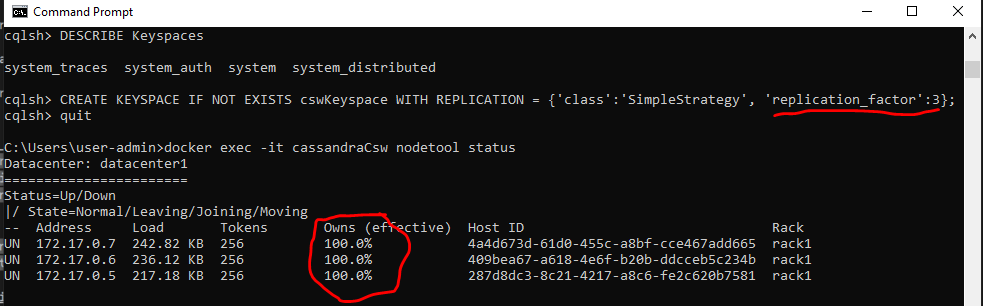 Command Prompt
cqlsh> DESCRIBE Keyspaces
system_traces  system_auth  system  system_distributed
cqlsh> CREATE KEYSPACE IF NOT EXISTS cswKeyspace WITH REPLICATION = {'class':'SimpleStrategy', 'replication_factor':3};
cqlsh> quit
C:\Users\user-admin>docker exec -it cassandraCsw nodetool status
Datacenter: datacenter1
=======================
Status=Up/Down
|/ State=Normal/Leaving/Joining/Moving
--  Address     Load       Tokens       Owns (effective)  Host ID                               Rack
UN  172.17.0.7  242.82 KB  256          100.0%            4a4d673d-61d0-455c-a8bf-cce467add665  rack1
UN  172.17.0.6  236.12 KB  256          100.0%            409bea67-a618-4e6f-b20b-ddcceb5c234b  rack1
UN  172.17.0.5  217.18 KB  256          100.0%            287d8dc3-8c21-4217-a8c6-fe2c620b7581  rack1